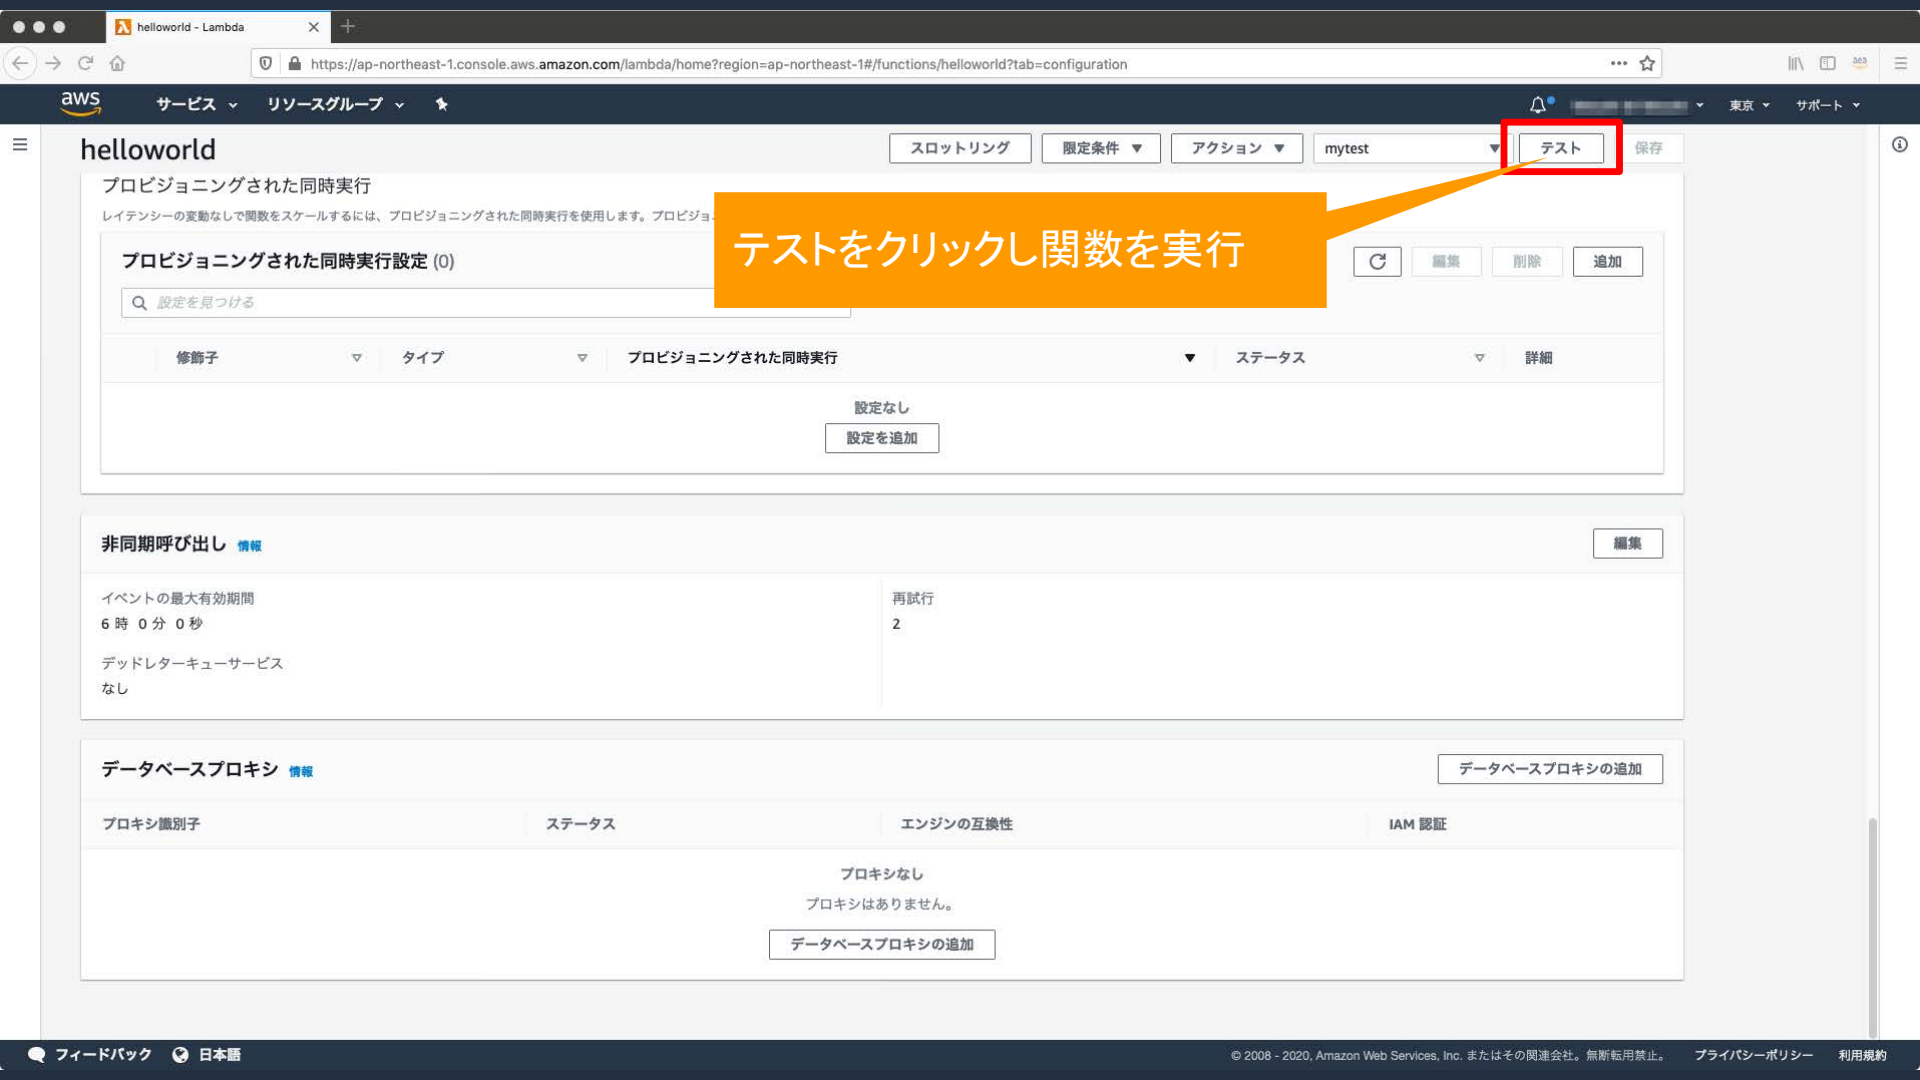 helloworld - Lambda
https://ap-northeast-1.console.aws.amazon.com/lambda/home?region=ap-northeast-1#/functions/helloworld?tab=configuration
aws サービス リソースグループ 東京 サポート
helloworld スロットリング 限定条件 アクション mytest テスト 保存
プロビジョニングされた同時実行
レイテンシーの変動なしで関数をスケールするには、プロビジョニングされた同時実行を使用します。プロビジョ
テストをクリックし関数を実行
プロビジョニングされた同時実行設定 (0) 編集 削除 追加
設定を見つける
修飾子 タイプ プロビジョニングされた同時実行 ステータス 詳細
設定なし
設定を追加
非同期呼び出し 情報 編集
イベントの最大有効期間 再試行
6 時 0 分 0 秒 2
デッドレターキューサービス
なし
データベースプロキシ 情報 データベースプロキシの追加
プロキシ識別子 ステータス エンジンの互換性 IAM 認証
プロキシなし
プロキシはありません。
データベースプロキシの追加
フィードバック 日本語 © 2008 - 2020, Amazon Web Services, Inc. またはその関連会社。無断転用禁止。 プライバシーポリシー 利用規約